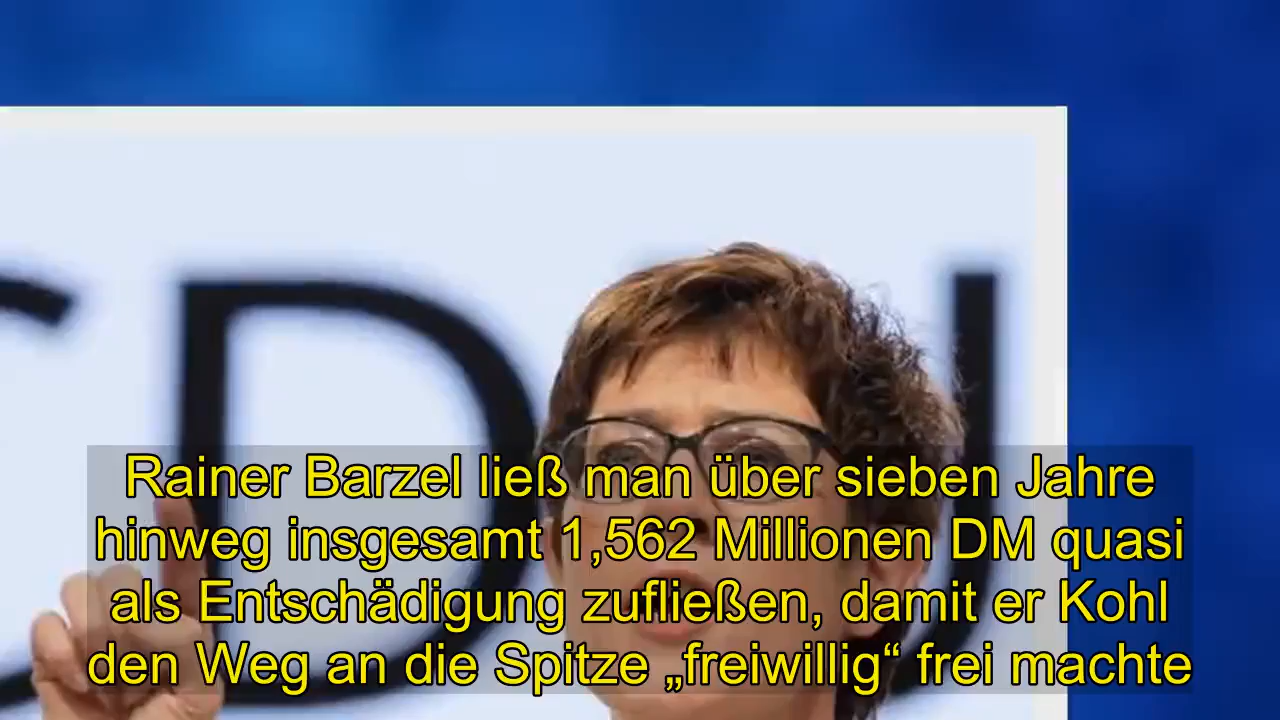 CDU
Rainer Barzel ließ man über sieben Jahre
hinweg insgesamt 1,562 Millionen DM quasi
als Entschädigung zufließen, damit er Kohl
den Weg an die Spitze „freiwillig“ frei machte